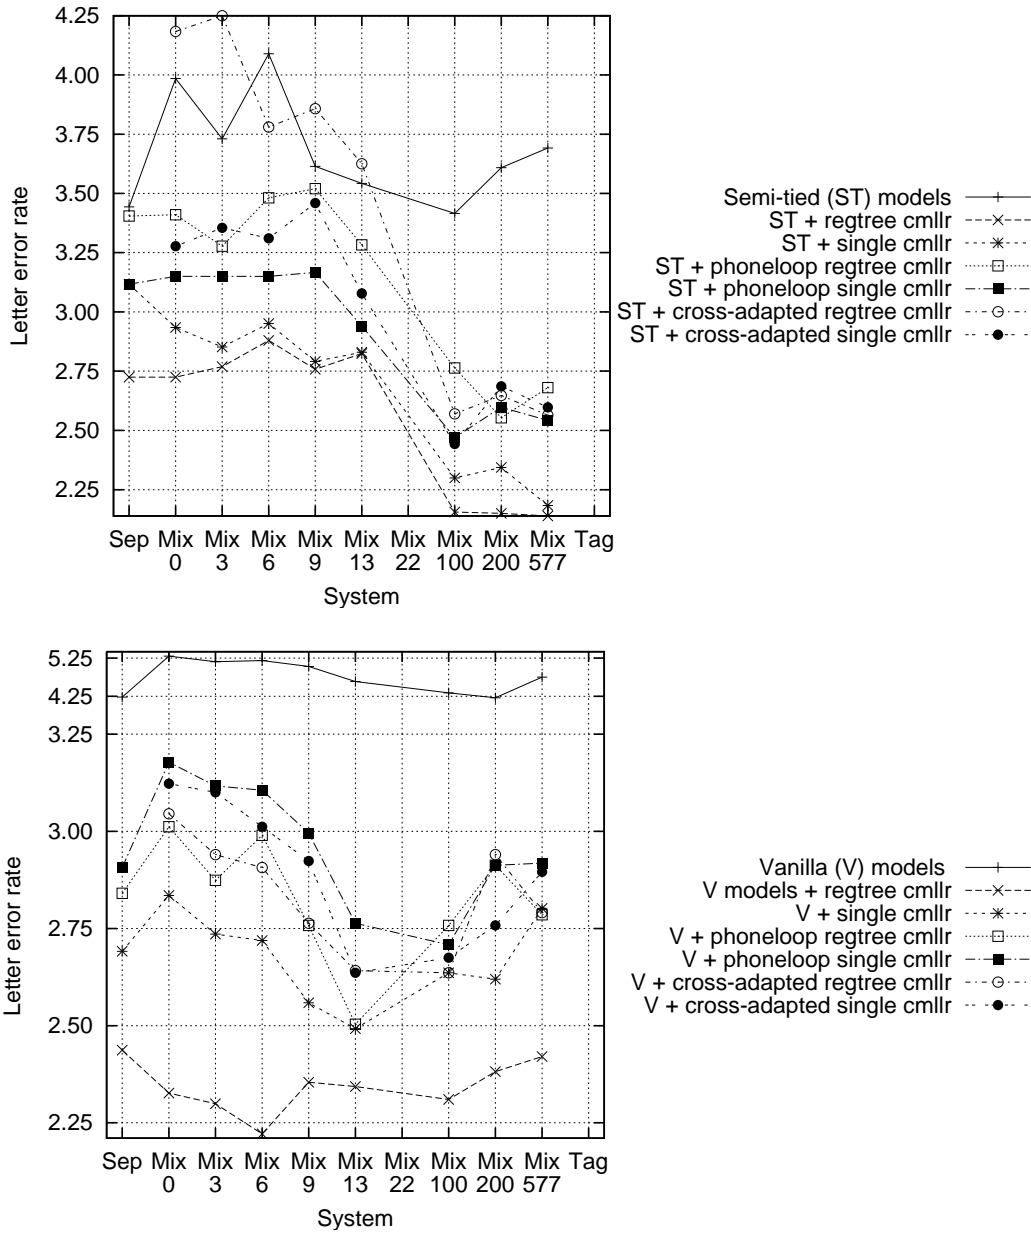 4.25
4.00
3.75
3.50
3.25
3.00
2.75
2.50
2.25
Letter error rate
Sep Mix Mix Mix Mix Mix Mix Mix Mix Mix Tag
0 3 6 9 13 22 100 200 577
System
Semi-tied (ST) models
ST + regtree cmllr
ST + single cmllr
ST + phoneloop regtree cmllr
ST + phoneloop single cmllr
ST + cross-adapted regtree cmllr
ST + cross-adapted single cmllr
5.25
4.25
3.25
3.00
2.75
2.50
2.25
Letter error rate
Sep Mix Mix Mix Mix Mix Mix Mix Mix Mix Tag
0 3 6 9 13 22 100 200 577
System
Vanilla (V) models
V models + regtree cmllr
V + single cmllr
V + phoneloop regtree cmllr
V + phoneloop single cmllr
V + cross-adapted regtree cmllr
V + cross-adapted single cmllr